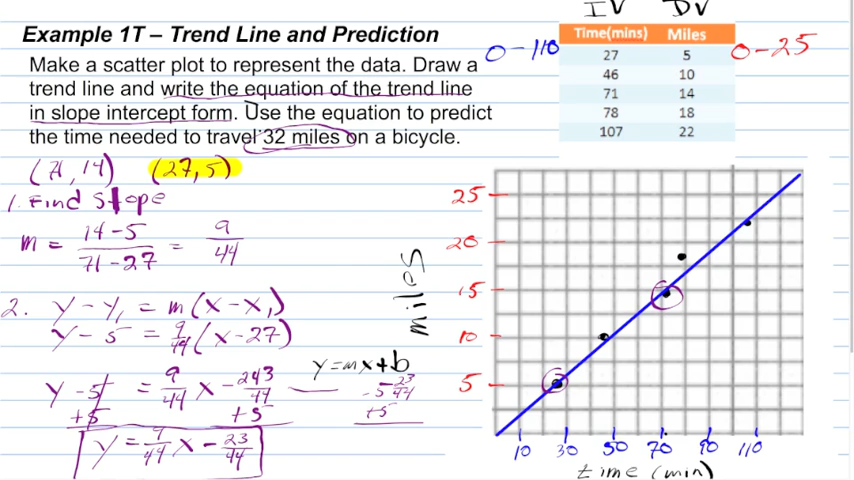 IV DV
Example 1T – Trend Line and Prediction
Make a scatter plot to represent the data. Draw a
trend line and write the equation of the trend line
in slope intercept form. Use the equation to predict
the time needed to travel 32 miles on a bicycle.
0-110
Time(mins) Miles
27 5
46 10
71 14
78 18
107 22
0-25
(71, 14) (27, 5)
1. Find slope
m = 14-5 / 71-27 = 9/44
2. y - y₁ = m(x - x₁)
y - 5 = 9/44 (x - 27)
y - 5 = 9/44 x - 243/44
+5 +5
y = 9/44 x - 23/44
y = mx + b
-5 23/44
+5
miles
25
20
15
10
5
10 30 50 70 90 110
time (min)